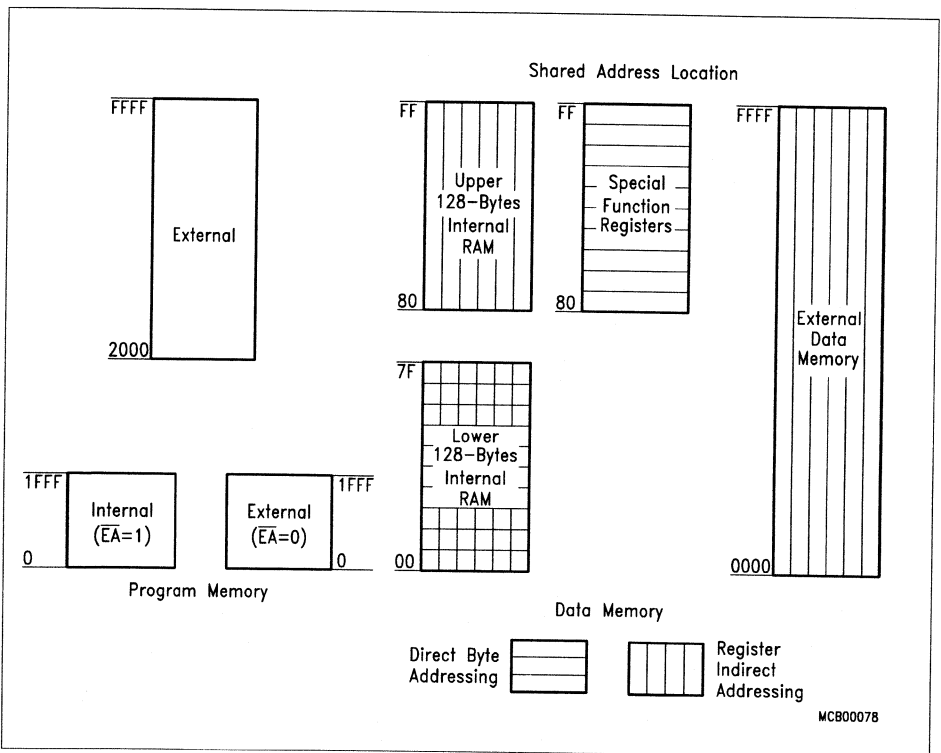 Shared Address Location
FFFF
External
2000
1FFF
Internal
(E̅A̅=1)
0
1FFF
External
(E̅A̅=0)
0
Program Memory
FF
Upper
128-Bytes
Internal
RAM
80
FF
Special
Function
Registers
80
7F
Lower
128-Bytes
Internal
RAM
00
FFFF
External
Data
Memory
0000
Data Memory
Direct Byte
Addressing
Register
Indirect
Addressing
MCB00078